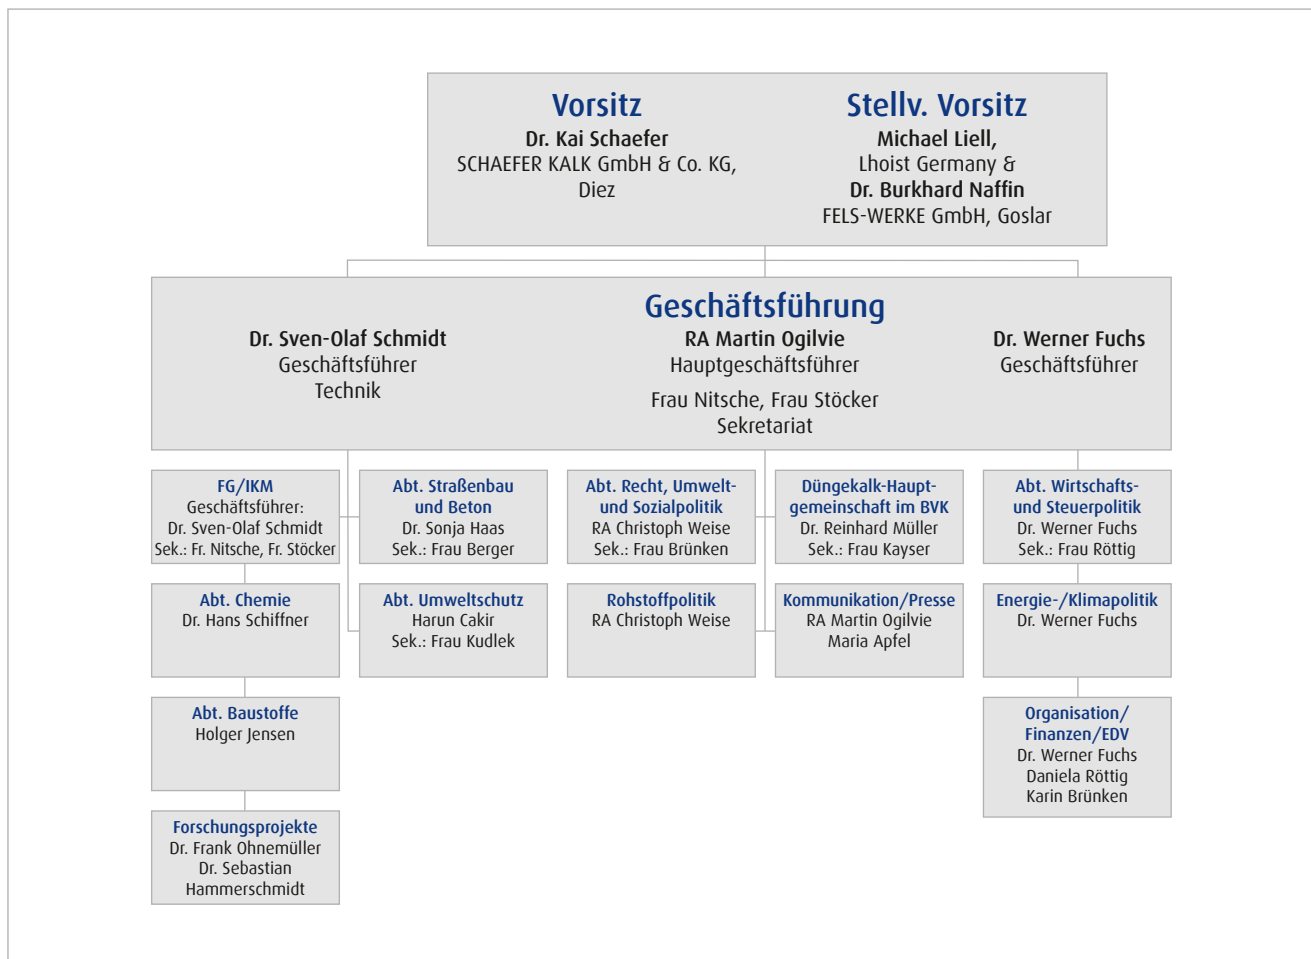 Vorsitz
Dr. Kai Schaefer
SCHAEFER KALK GmbH & Co. KG,
Diez
Stellv. Vorsitz
Michael Liell,
Lhoist Germany &
Dr. Burkhard Naffin
FELS-WERKE GmbH, Goslar
Geschäftsführung
Dr. Sven-Olaf Schmidt
Geschäftsführer
Technik
RA Martin Ogilvie
Hauptgeschäftsführer
Frau Nitsche, Frau Stöcker
Sekretariat
Dr. Werner Fuchs
Geschäftsführer
FG/IKM
Geschäftsführer:
Dr. Sven-Olaf Schmidt
Sek.: Fr. Nitsche, Fr. Stöcker
Abt. Straßenbau
und Beton
Dr. Sonja Haas
Sek.: Frau Berger
Abt. Recht, Umwelt-
und Sozialpolitik
RA Christoph Weise
Sek.: Frau Brünken
Düngekalk-Haupt-
gemeinschaft im BVK
Dr. Reinhard Müller
Sek.: Frau Kayser
Abt. Wirtschafts-
und Steuerpolitik
Dr. Werner Fuchs
Sek.: Frau Röttig
Abt. Chemie
Dr. Hans Schiffner
Abt. Umweltschutz
Harun Cakir
Sek.: Frau Kudlek
Rohstoffpolitik
RA Christoph Weise
Kommunikation/Presse
RA Martin Ogilvie
Maria Apfel
Energie-/Klimapolitik
Dr. Werner Fuchs
Abt. Baustoffe
Holger Jensen
Organisation/
Finanzen/EDV
Dr. Werner Fuchs
Daniela Röttig
Karin Brünken
Forschungsprojekte
Dr. Frank Ohnemüller
Dr. Sebastian
Hammerschmidt